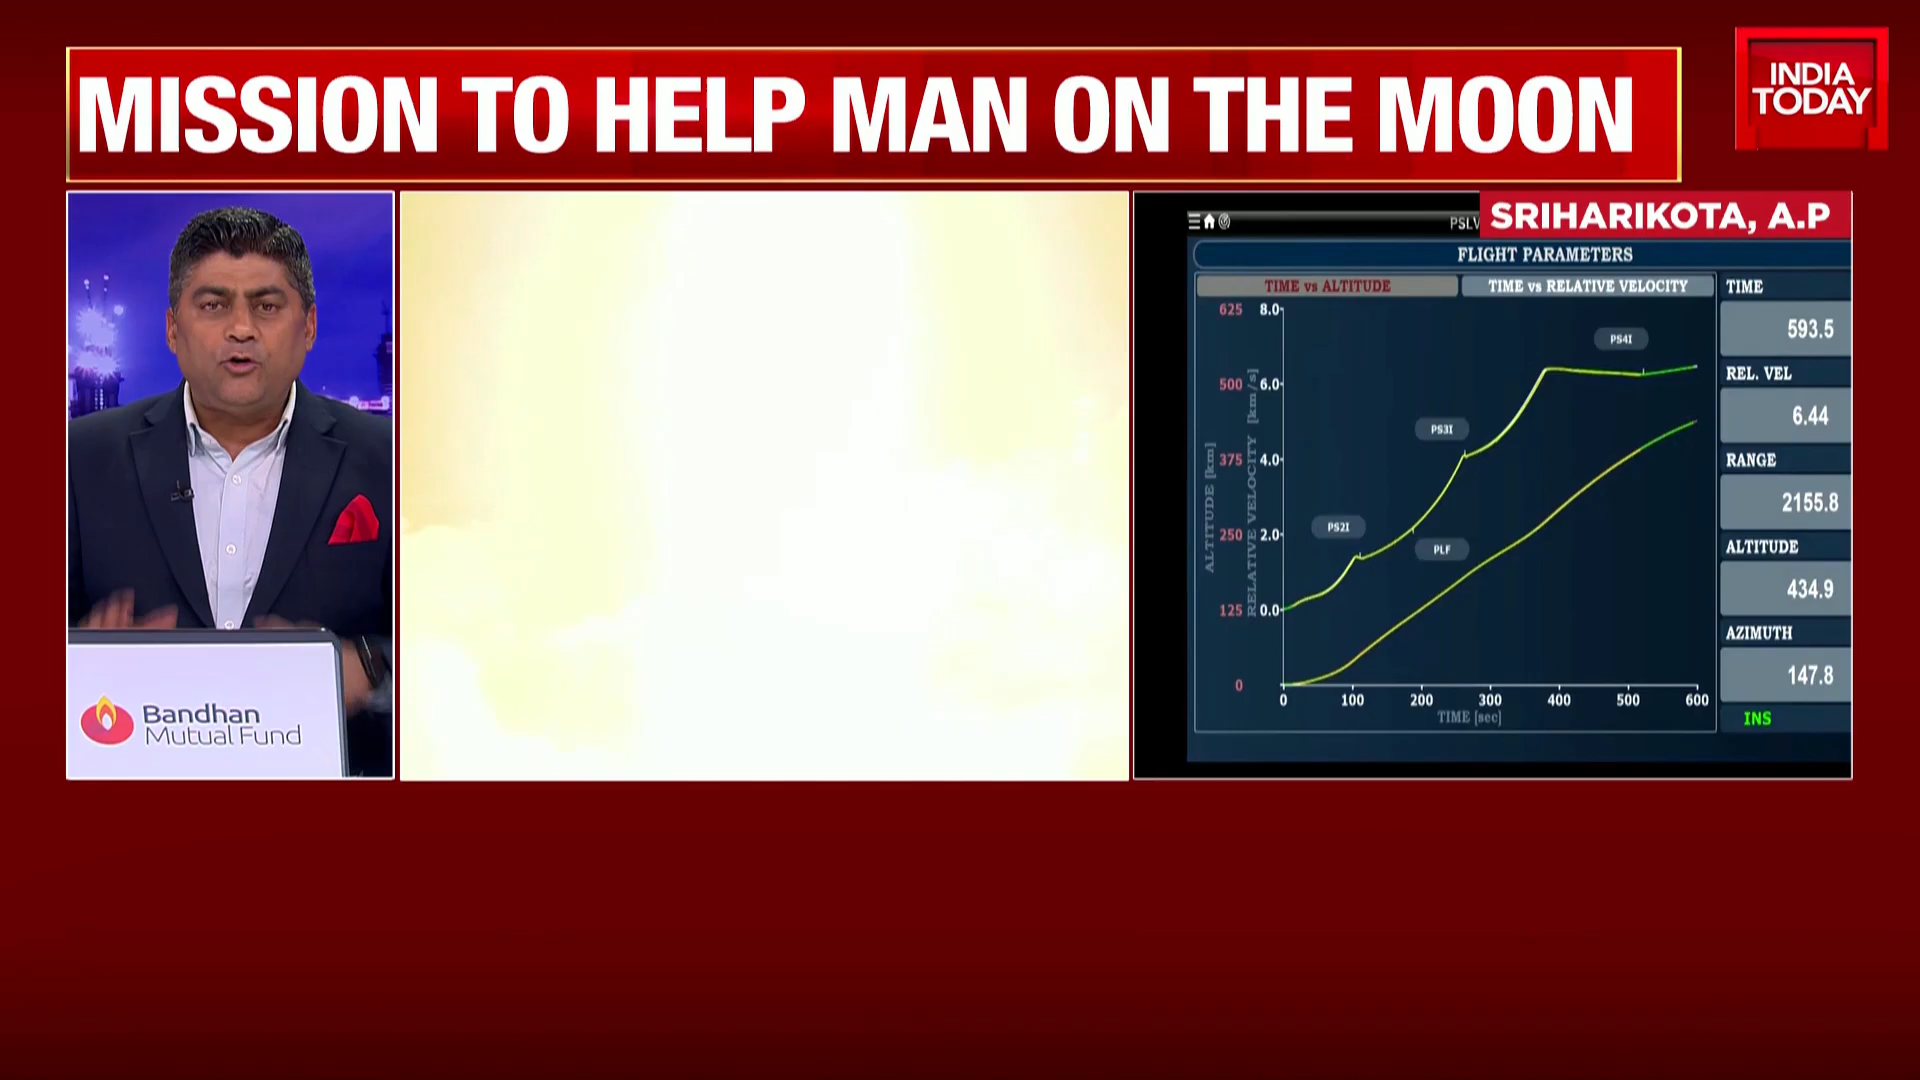 MISSION TO HELP MAN ON THE MOON
INDIA
TODAY
SRIHARIKOTA, A.P
PSLV
FLIGHT PARAMETERS
TIME vs ALTITUDE
TIME vs RELATIVE VELOCITY
TIME
593.5
REL. VEL
6.44
RANGE
2155.8
ALTITUDE
434.9
AZIMUTH
147.8
INS
625 8.0
500 6.0
375 4.0
250 2.0
125 0.0
0
ALTITUDE [km]
RELATIVE VELOCITY [km/s]
PS4I
PS3I
PS2I
PLF
0 100 200 300 400 500 600
TIME [sec]
Bandhan
Mutual Fund